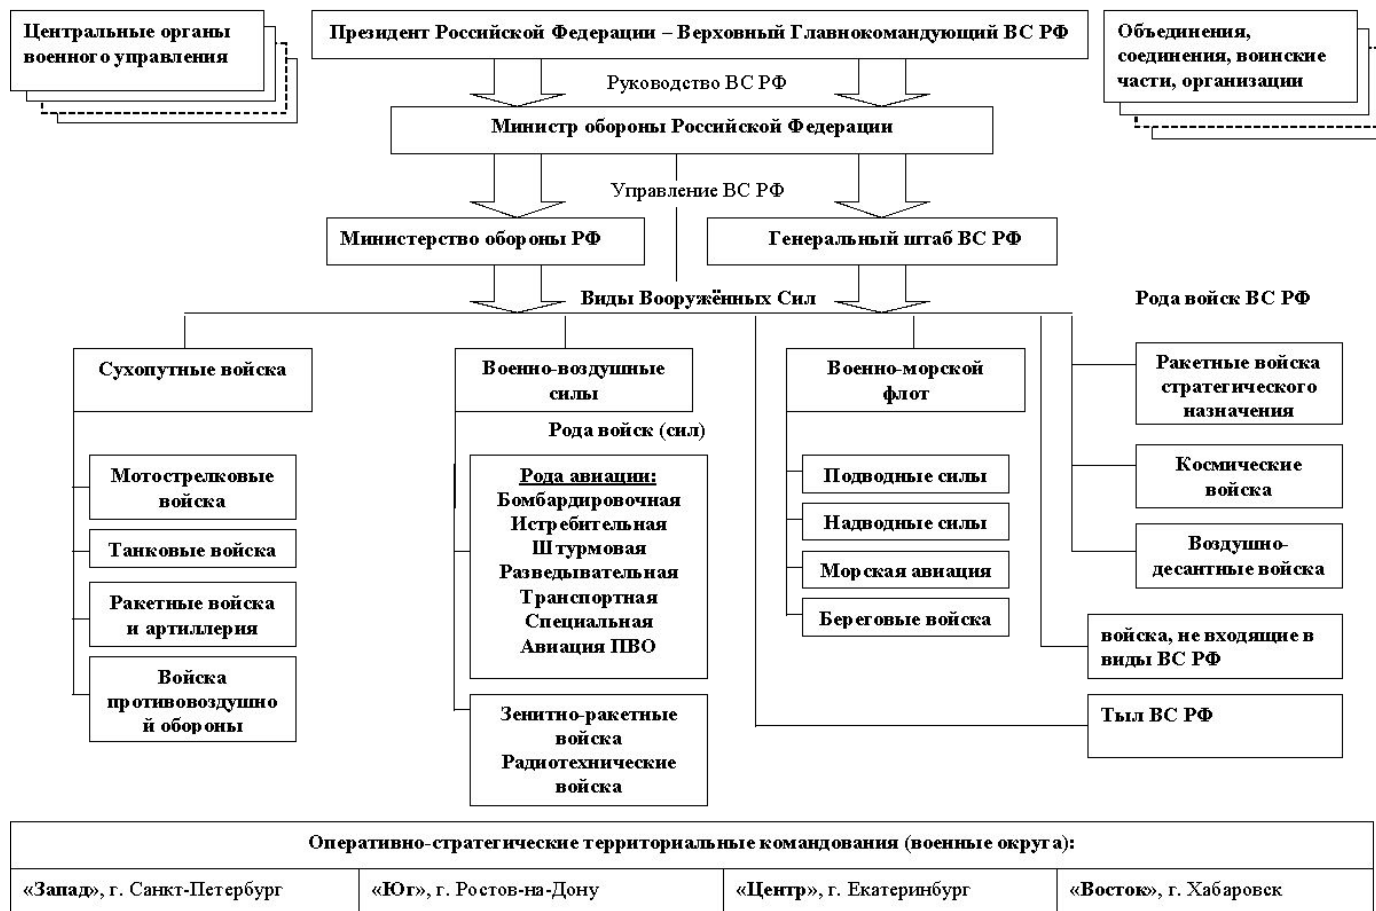 Центральные органы
военного управления
Президент Российской Федерации – Верховный Главнокомандующий ВС РФ
Объединения,
соединения, воинские
части, организации
Руководство ВС РФ
Министр обороны Российской Федерации
Управление ВС РФ
Министерство обороны РФ
Генеральный штаб ВС РФ
Виды Вооружённых Сил
Рода войск ВС РФ
Сухопутные войска
Военно-воздушные
силы
Военно-морской
флот
Ракетные войска
стратегического
назначения
Рода войск (сил)
Мотострелковые
войска
Танковые войска
Ракетные войска
и артиллерия
Войска
противовоздушно
й обороны
Рода авиации:
Бомбардировочная
Истребительная
Штурмовая
Разведывательная
Транспортная
Специальная
Авиация ПВО
Зенитно-ракетные
войска
Радиотехнические
войска
Подводные силы
Надводные силы
Морская авиация
Береговые войска
Космические
войска
Воздушно-
десантные войска
войска, не входящие в
виды ВС РФ
Тыл ВС РФ
Оперативно-стратегические территориальные командования (военные округа):
«Запад», г. Санкт-Петербург
«Юг», г. Ростов-на-Дону
«Центр», г. Екатеринбург
«Восток», г. Хабаровск